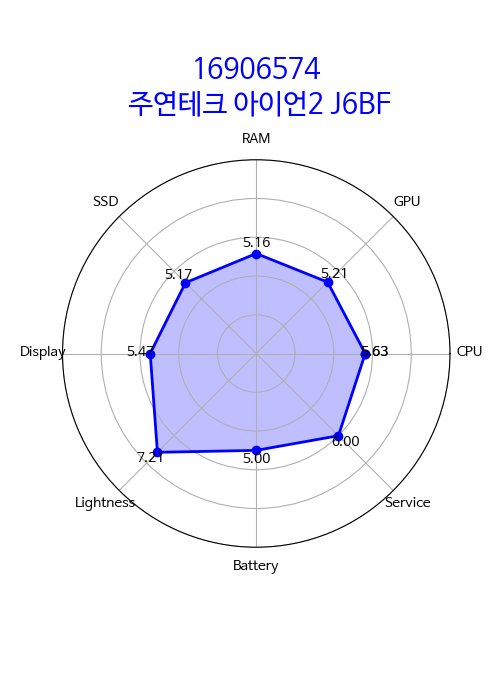 16906574
주연테크 아이언2 J6BF
RAM
SSD
GPU
5.16
5.17
5.21
Display
5.47
5.63
CPU
7.21
5.00
6.00
Lightness
Service
Battery